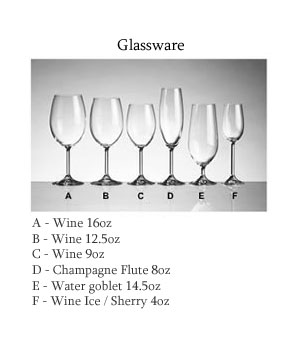 Glassware
A B C D E F
A - Wine 16oz
B - Wine 12.5oz
C - Wine 9oz
D - Champagne Flute 8oz
E - Water goblet 14.5oz
F - Wine Ice / Sherry 4oz